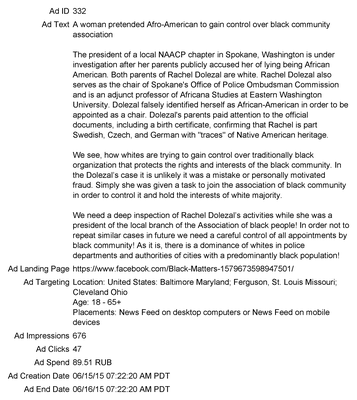 Ad ID 332
Ad Text A woman pretended Afro-American to gain control over black community
association
The president of a local NAACP chapter in Spokane, Washington is under
investigation after her parents publicly accused her of lying being African
American. Both parents of Rachel Dolezal are white. Rachel Dolezal also
serves as the chair of Spokane's Office of Police Ombudsman Commission
and is an adjunct professor of Africana Studies at Eastern Washington
University. Dolezal falsely identified herself as African-American in order to be
appointed as a chair. Dolezal's parents paid attention to the official
documents, including a birth certificate, confirming that Rachel is part
Swedish, Czech, and German with "traces" of Native American heritage.
We see, how whites are trying to gain control over traditionally black
organization that protects the rights and interests of the black community. In
the Dolezal's case it is unlikely it was a mistake or personally motivated
fraud. Simply she was given a task to join the association of black community
in order to control it and hold the interests of white majority.
We need a deep inspection of Rachel Dolezal's activities while she was a
president of the local branch of the Association of black people! In order not to
repeat similar cases in future we need a careful control of all appointments by
black community! As it is, there is a dominance of whites in police
departments and authorities of cities with a predominantly black population!
Ad Landing Page https://www.facebook.com/Black-Matters-1579673598947501/
Ad Targeting Location: United States: Baltimore Maryland; Ferguson, St. Louis Missouri;
Cleveland Ohio
Age: 18 - 65+
Placements: News Feed on desktop computers or News Feed on mobile
devices
Ad Impressions 676
Ad Clicks 47
Ad Spend 89.51 RUB
Ad Creation Date 06/15/15 07:22:20 AM PDT
Ad End Date 06/16/15 07:22:20 AM PDT